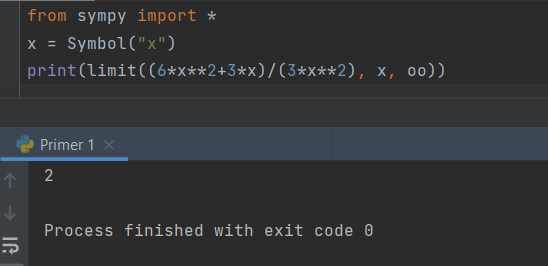 from sympy import *
x = Symbol("x")
print(limit((6*x**2+3*x)/(3*x**2), x, oo))
Primer 1 ×
2
Process finished with exit code 0